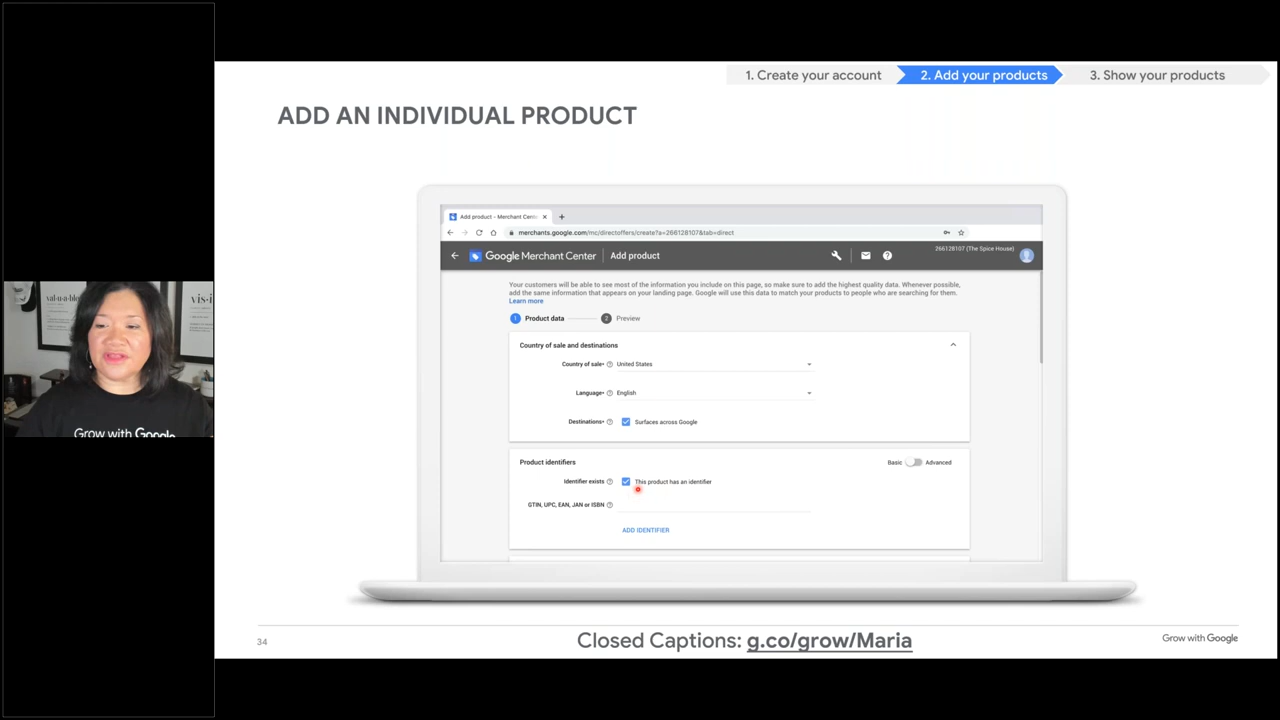 1. Create your account
2. Add your products
3. Show your products
ADD AN INDIVIDUAL PRODUCT
Add product - Merchant Cent
merchants.google.com/mc/directoffers/create?a=266128107&tab=direct
Google Merchant Center
Add product
266128107 (The Spice House)
Your customers will be able to see most of the information you include on this page, so make sure to add the highest quality data. Whenever possible,
add the same information that appears on your landing page. Google will use this data to match your products to people who are searching for them.
Learn more
1 Product data
2 Preview
Country of sale and destinations
Country of sale* United States
Language* English
Destinations* Surfaces across Google
Product identifiers
Basic Advanced
Identifier exists This product has an identifier
GTIN, UPC, EAN, JAN or ISBN
ADD IDENTIFIER
val·u·a·bl
vis·i
Grow with Google
34
Closed Captions: g.co/grow/Maria
Grow with Google